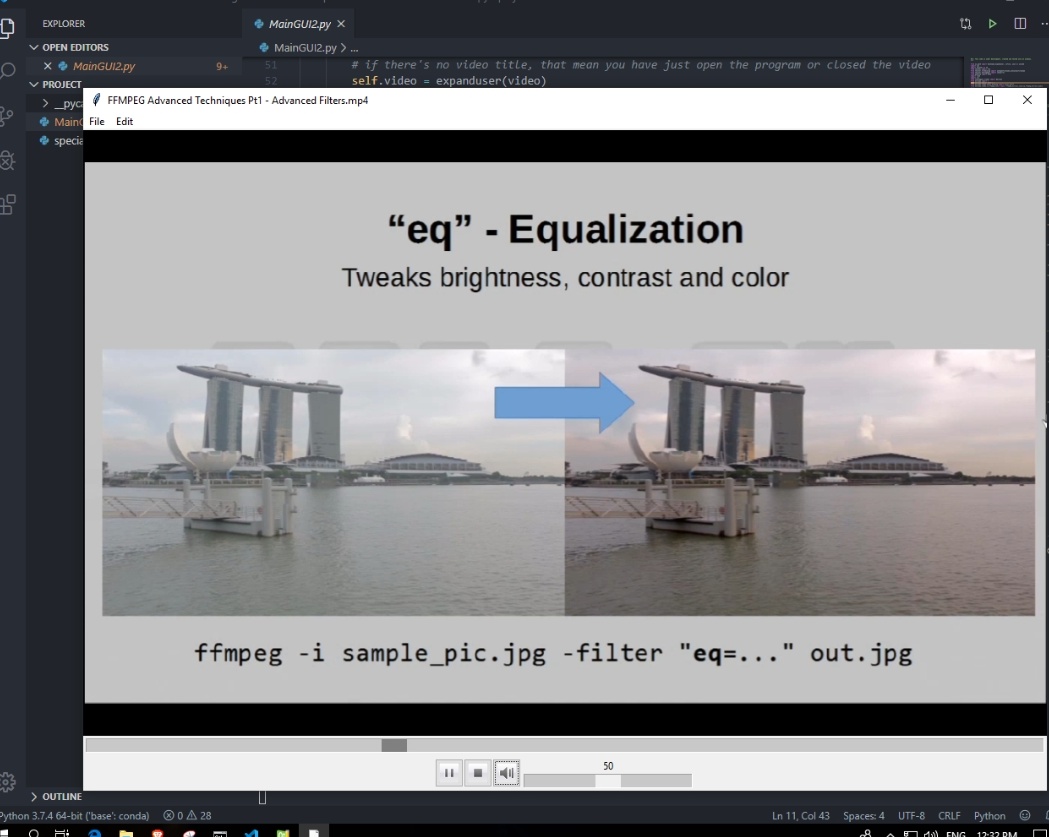 EXPLORER
MainGUI2.py
OPEN EDITORS
MainGUI2.py > ...
MainGUI2.py 9+
51 # if there's no video title, that mean you have just open the program or closed the video
52 self.video = expanduser(video)
PROJECT
FFMPEG Advanced Techniques Pt1 - Advanced Filters.mp4
File Edit
“eq” - Equalization
Tweaks brightness, contrast and color
ffmpeg -i sample_pic.jpg -filter "eq=..." out.jpg
50
OUTLINE
Python 3.7.4 64-bit ('base': conda) 0 28 Ln 11, Col 43 Spaces: 4 UTF-8 CRLF Python
ENG 12:32 PM